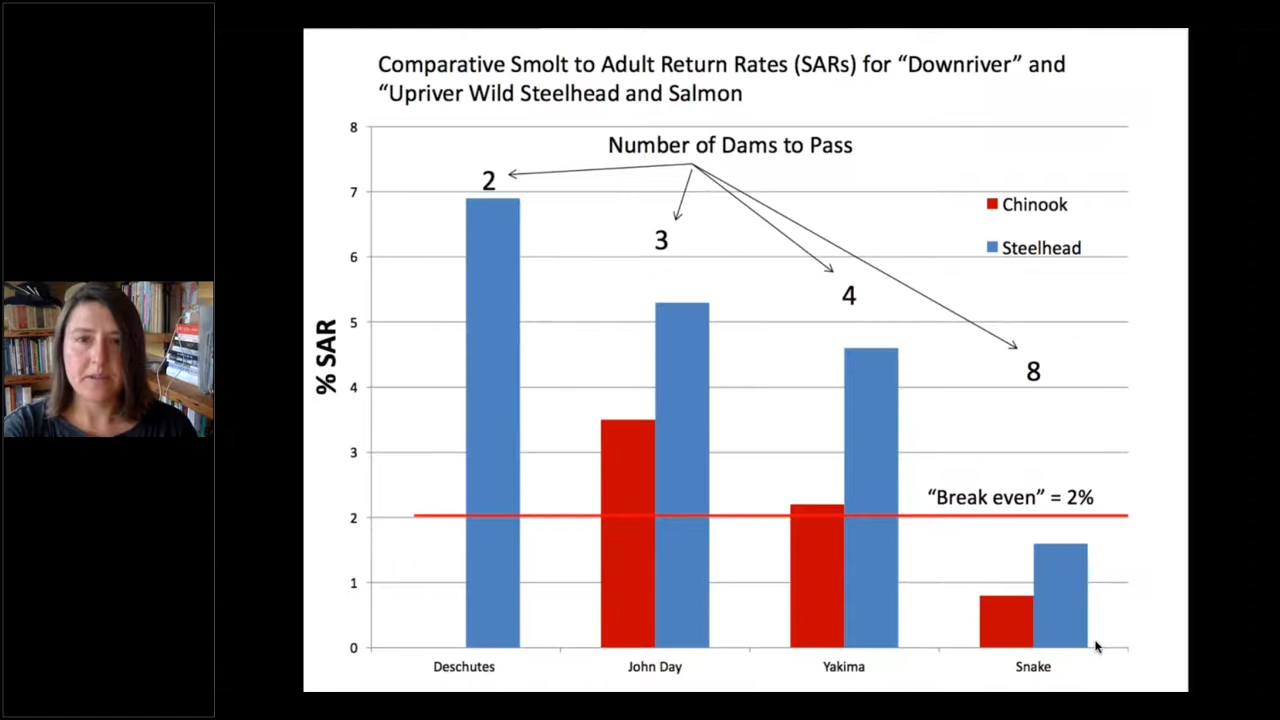 Comparative Smolt to Adult Return Rates (SARs) for “Downriver” and
“Upriver Wild Steelhead and Salmon
8
Number of Dams to Pass
2
7
Chinook
3
Steelhead
6
4
5
% SAR
8
4
3
“Break even” = 2%
2
1
0
Deschutes
John Day
Yakima
Snake